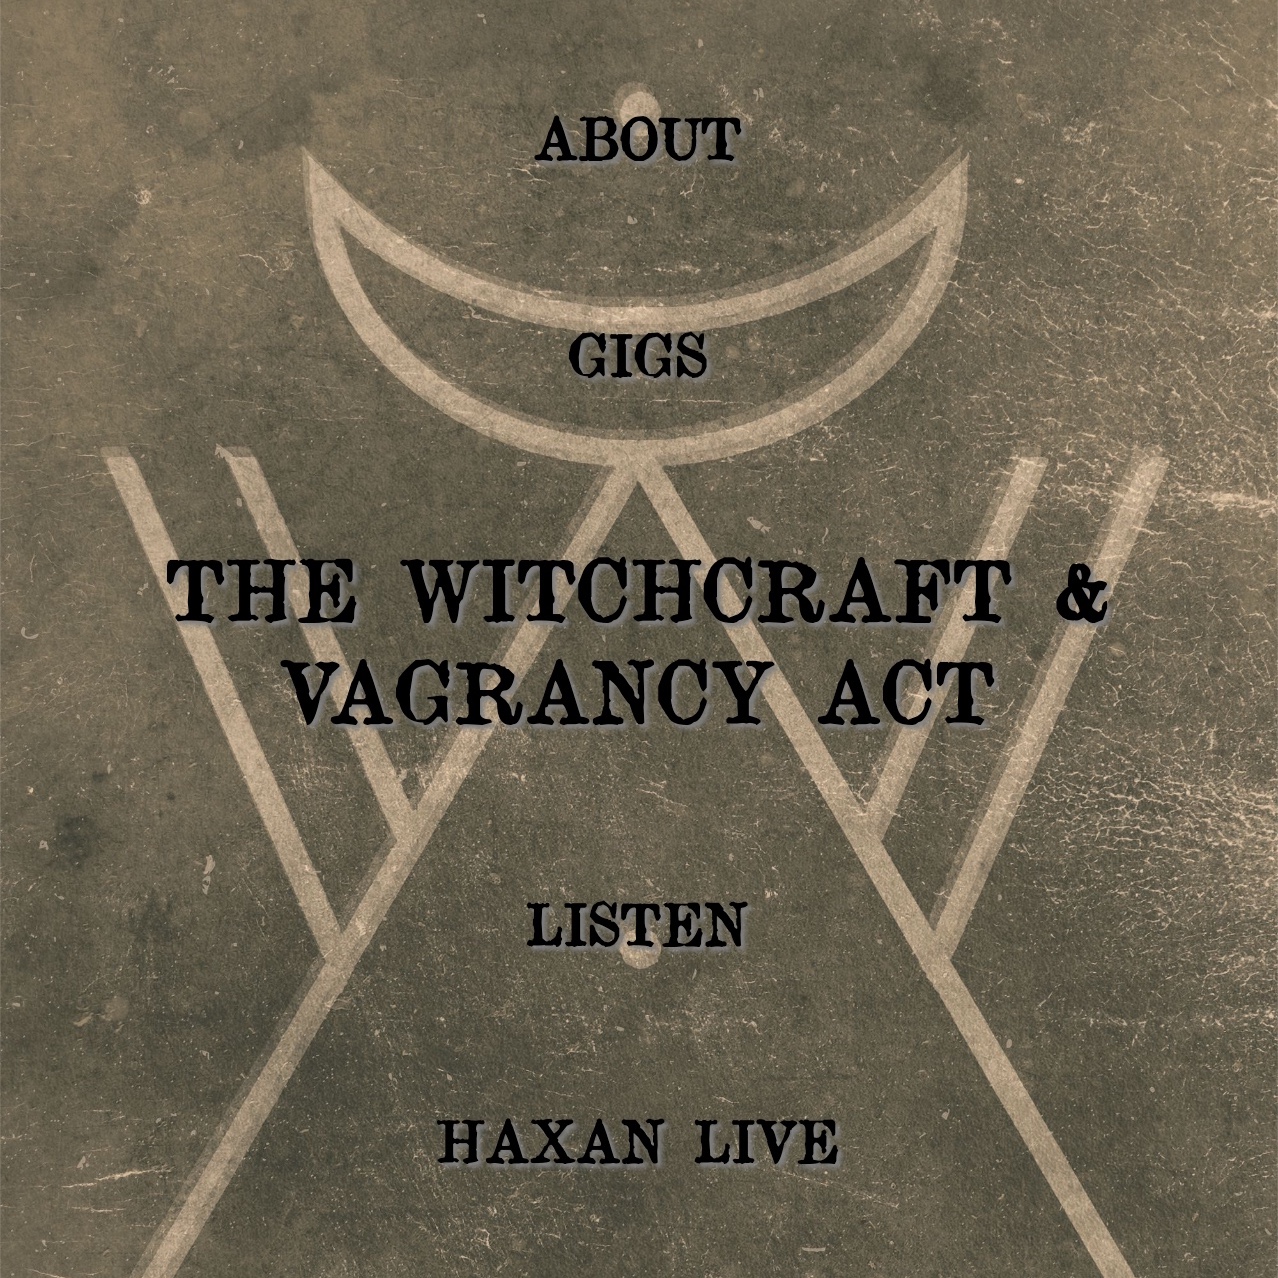 ABOUT
GIGS
THE WITCHCRAFT &
VAGRANCY ACT
LISTEN
HAXAN LIVE